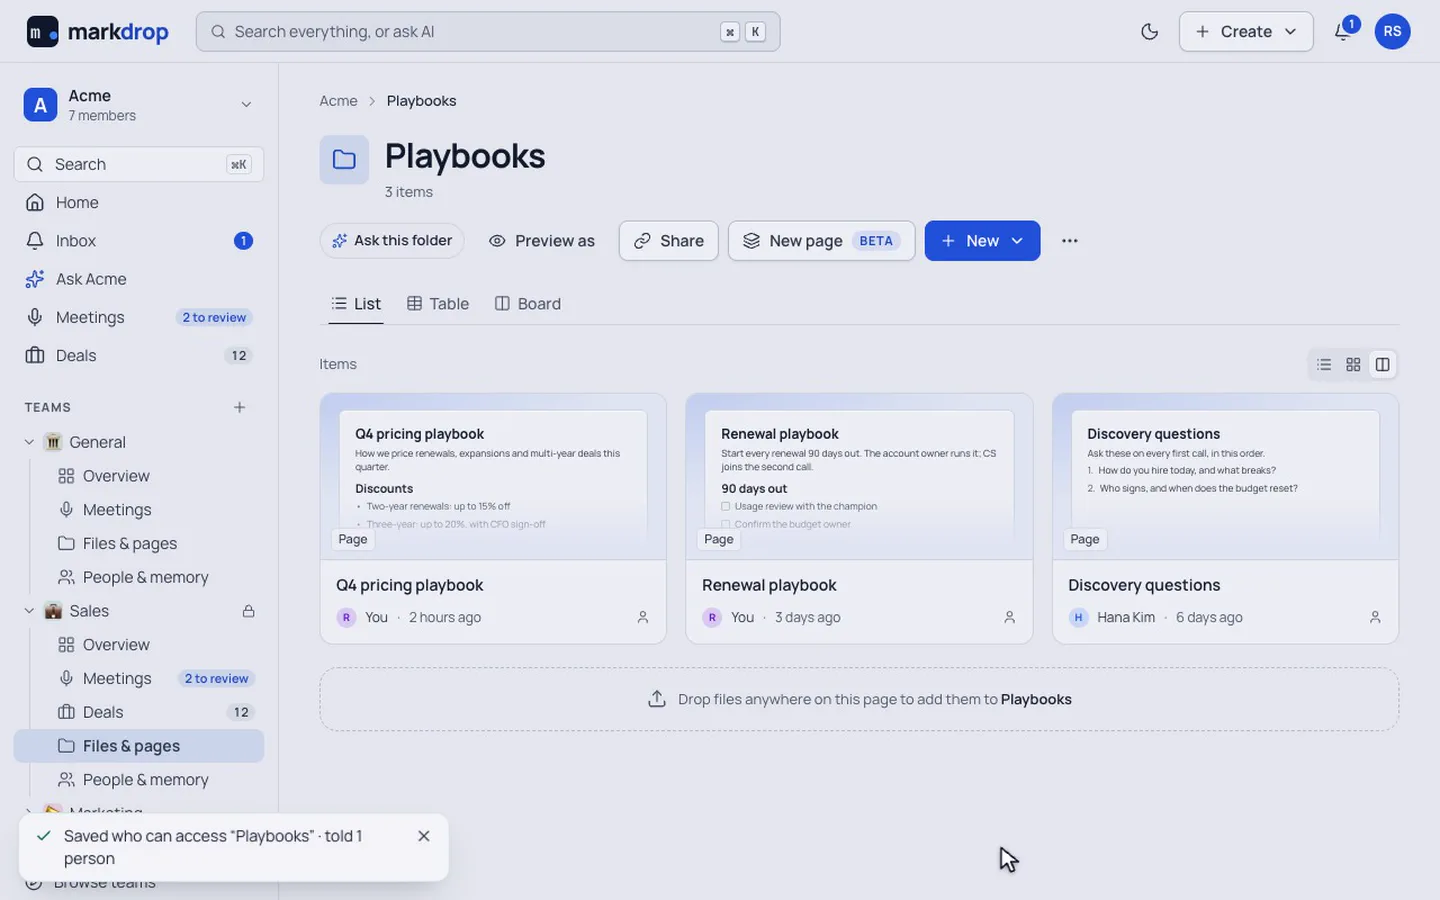 m.
markdrop
Search everything, or ask AI
⌘ K
Create
1
RS
A
Acme
7 members
Search
⌘K
Home
Inbox
1
Ask Acme
Meetings
2 to review
Deals
12
TEAMS
General
Overview
Meetings
Files & pages
People & memory
Sales
Overview
Meetings
2 to review
Deals
12
Files & pages
People & memory
Marketing
Browse teams
Saved who can access “Playbooks” · told 1
person
Acme
Playbooks
Playbooks
3 items
Ask this folder
Preview as
Share
New page BETA
New
List
Table
Board
Items
Q4 pricing playbook
How we price renewals, expansions and multi-year deals this
quarter.
Discounts
• Two-year renewals: up to 15% off
• Three-year: up to 20%, with CFO sign-off
Page
Q4 pricing playbook
R You · 2 hours ago
Renewal playbook
Start every renewal 90 days out. The account owner runs it; CS
joins the second call.
90 days out
Usage review with the champion
Confirm the budget owner
Page
Renewal playbook
R You · 3 days ago
Discovery questions
Ask these on every first call, in this order.
1. How do you hire today, and what breaks?
2. Who signs, and when does the budget reset?
Page
Discovery questions
H Hana Kim · 6 days ago
Drop files anywhere on this page to add them to Playbooks